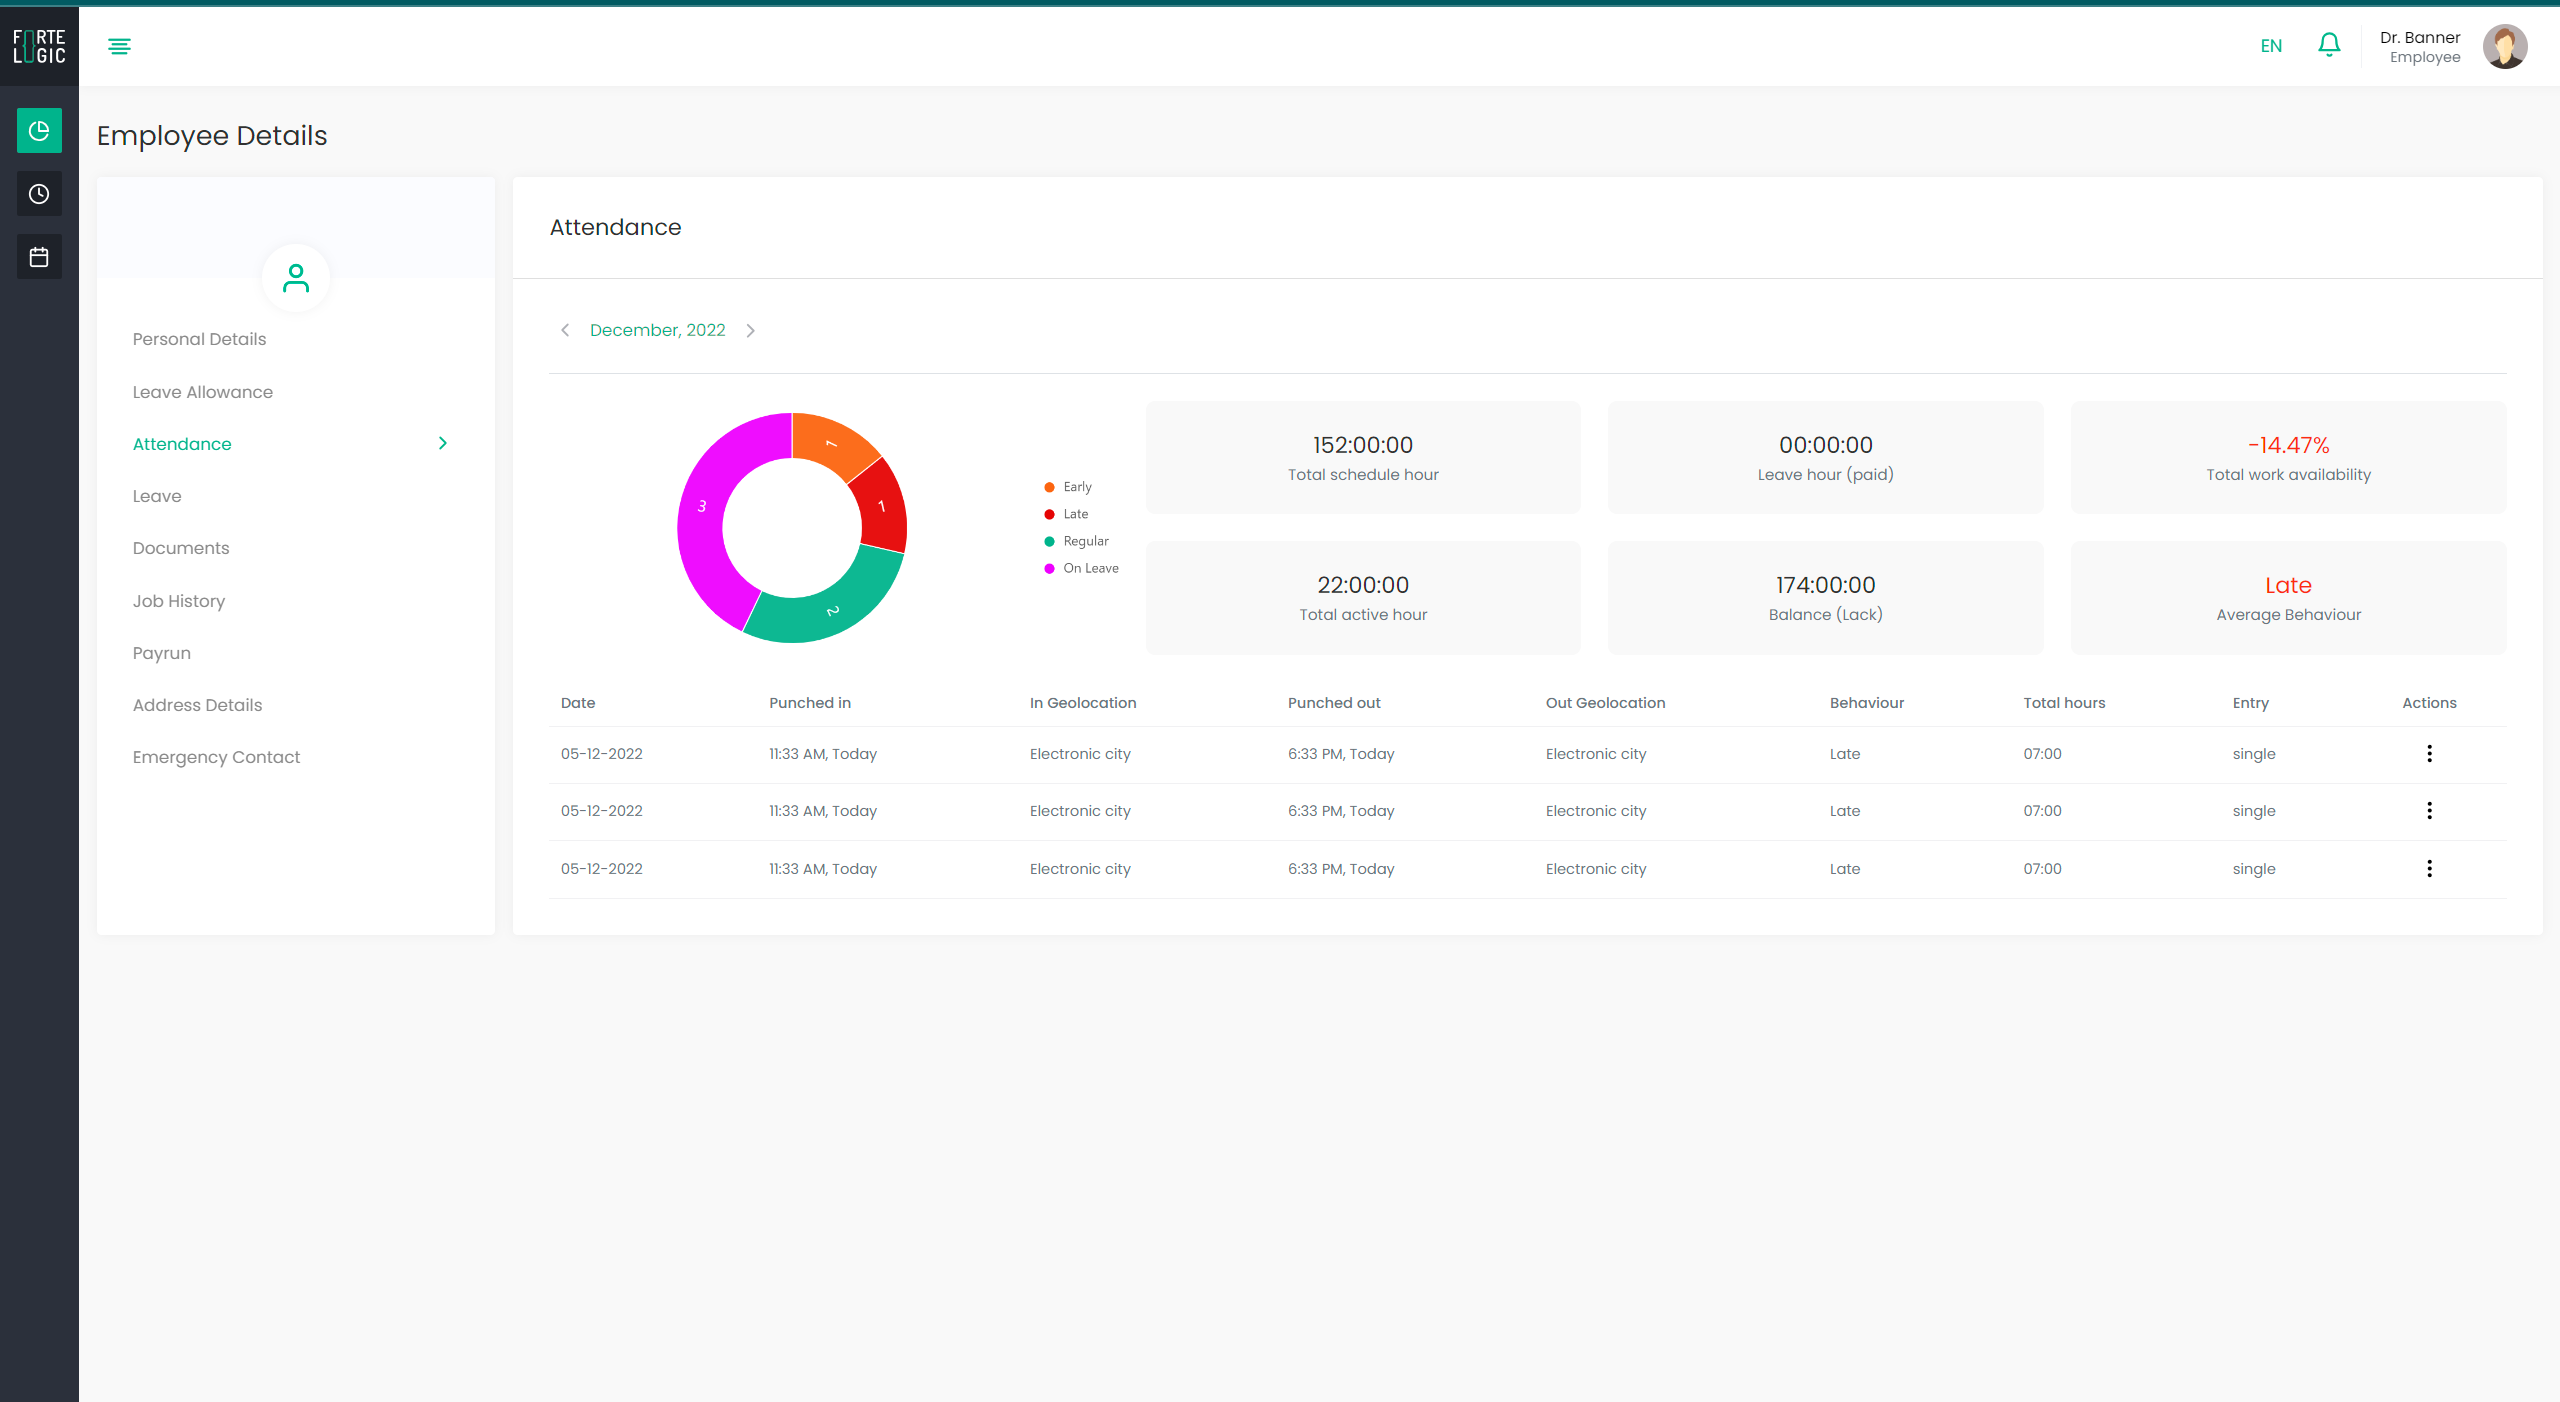 FORTE
LOGIC
EN
Dr. Banner
Employee
Employee Details
Personal Details
Leave Allowance
Attendance
Leave
Documents
Job History
Payrun
Address Details
Emergency Contact
Attendance
December, 2022
1
1
2
3
Early
Late
Regular
On Leave
152:00:00
Total schedule hour
00:00:00
Leave hour (paid)
-14.47%
Total work availability
22:00:00
Total active hour
174:00:00
Balance (Lack)
Late
Average Behaviour
Date Punched in In Geolocation Punched out Out Geolocation Behaviour Total hours Entry Actions
05-12-2022 11:33 AM, Today Electronic city 6:33 PM, Today Electronic city Late 07:00 single
05-12-2022 11:33 AM, Today Electronic city 6:33 PM, Today Electronic city Late 07:00 single
05-12-2022 11:33 AM, Today Electronic city 6:33 PM, Today Electronic city Late 07:00 single